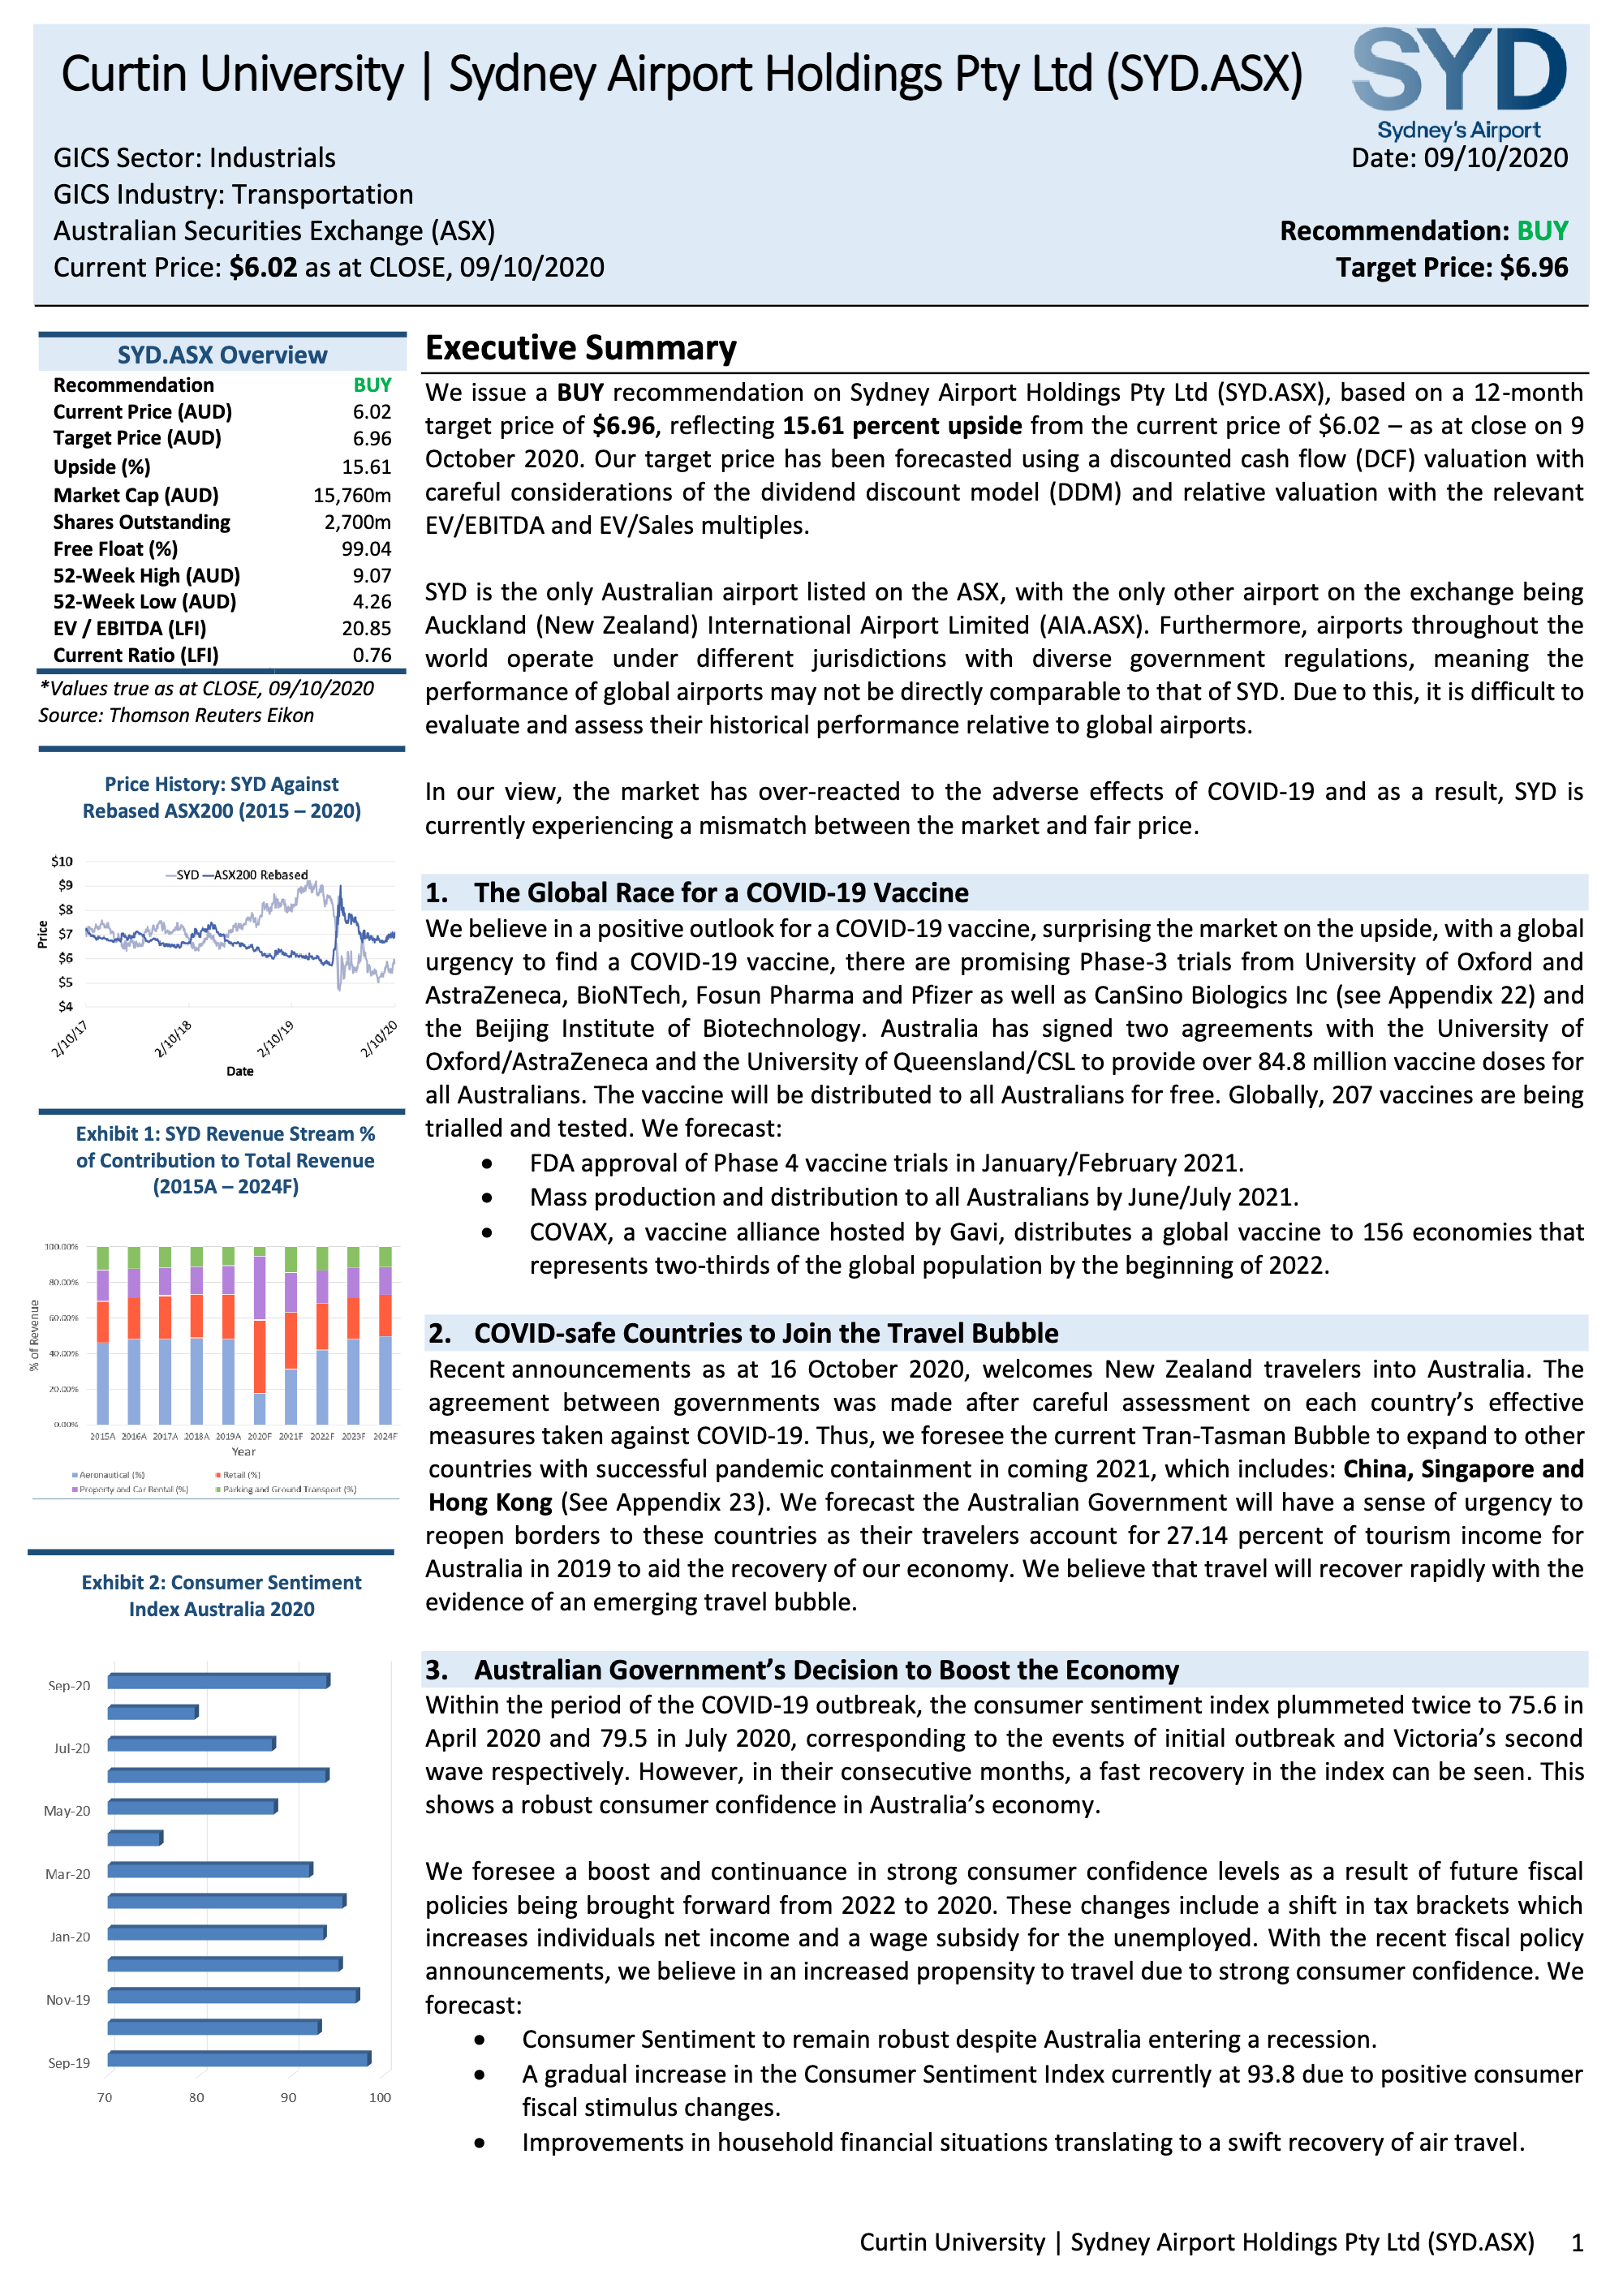 Curtin University | Sydney Airport Holdings Pty Ltd (SYD.ASX)
SYD
Sydney's Airport
GICS Sector: Industrials
Date: 09/10/2020
GICS Industry: Transportation
Australian Securities Exchange (ASX)
Recommendation: BUY
Current Price: $6.02 as at CLOSE, 09/10/2020
Target Price: $6.96
SYD.ASX Overview
Recommendation BUY
Current Price (AUD) 6.02
Target Price (AUD) 6.96
Upside (%) 15.61
Market Cap (AUD) 15,760m
Shares Outstanding 2,700m
Free Float (%) 99.04
52-Week High (AUD) 9.07
52-Week Low (AUD) 4.26
EV / EBITDA (LFI) 20.85
Current Ratio (LFI) 0.76
*Values true as at CLOSE, 09/10/2020
Source: Thomson Reuters Eikon
Price History: SYD Against
Rebased ASX200 (2015 – 2020)
SYD ASX200 Rebased
$10
$9
$8
$7
$6
$5
$4
Price
2/10/17 2/10/18 2/10/19 2/10/20
Date
Exhibit 1: SYD Revenue Stream %
of Contribution to Total Revenue
(2015A – 2024F)
100.00%
80.00%
60.00%
40.00%
20.00%
0.00%
% of Revenue
2015A 2016A 2017A 2018A 2019A 2020F 2021F 2022F 2023F 2024F
Year
Aeronautical (%) Retail (%)
Property and Car Rental (%) Parking and Ground Transport (%)
Exhibit 2: Consumer Sentiment
Index Australia 2020
Sep-20
Jul-20
May-20
Mar-20
Jan-20
Nov-19
Sep-19
70 80 90 100
Executive Summary
We issue a BUY recommendation on Sydney Airport Holdings Pty Ltd (SYD.ASX), based on a 12-month
target price of $6.96, reflecting 15.61 percent upside from the current price of $6.02 – as at close on 9
October 2020. Our target price has been forecasted using a discounted cash flow (DCF) valuation with
careful considerations of the dividend discount model (DDM) and relative valuation with the relevant
EV/EBITDA and EV/Sales multiples.
SYD is the only Australian airport listed on the ASX, with the only other airport on the exchange being
Auckland (New Zealand) International Airport Limited (AIA.ASX). Furthermore, airports throughout the
world operate under different jurisdictions with diverse government regulations, meaning the
performance of global airports may not be directly comparable to that of SYD. Due to this, it is difficult to
evaluate and assess their historical performance relative to global airports.
In our view, the market has over-reacted to the adverse effects of COVID-19 and as a result, SYD is
currently experiencing a mismatch between the market and fair price.
1. The Global Race for a COVID-19 Vaccine
We believe in a positive outlook for a COVID-19 vaccine, surprising the market on the upside, with a global
urgency to find a COVID-19 vaccine, there are promising Phase-3 trials from University of Oxford and
AstraZeneca, BioNTech, Fosun Pharma and Pfizer as well as CanSino Biologics Inc (see Appendix 22) and
the Beijing Institute of Biotechnology. Australia has signed two agreements with the University of
Oxford/AstraZeneca and the University of Queensland/CSL to provide over 84.8 million vaccine doses for
all Australians. The vaccine will be distributed to all Australians for free. Globally, 207 vaccines are being
trialled and tested. We forecast:
• FDA approval of Phase 4 vaccine trials in January/February 2021.
• Mass production and distribution to all Australians by June/July 2021.
• COVAX, a vaccine alliance hosted by Gavi, distributes a global vaccine to 156 economies that
represents two-thirds of the global population by the beginning of 2022.
2. COVID-safe Countries to Join the Travel Bubble
Recent announcements as at 16 October 2020, welcomes New Zealand travelers into Australia. The
agreement between governments was made after careful assessment on each country's effective
measures taken against COVID-19. Thus, we foresee the current Tran-Tasman Bubble to expand to other
countries with successful pandemic containment in coming 2021, which includes: China, Singapore and
Hong Kong (See Appendix 23). We forecast the Australian Government will have a sense of urgency to
reopen borders to these countries as their travelers account for 27.14 percent of tourism income for
Australia in 2019 to aid the recovery of our economy. We believe that travel will recover rapidly with the
evidence of an emerging travel bubble.
3. Australian Government's Decision to Boost the Economy
Within the period of the COVID-19 outbreak, the consumer sentiment index plummeted twice to 75.6 in
April 2020 and 79.5 in July 2020, corresponding to the events of initial outbreak and Victoria's second
wave respectively. However, in their consecutive months, a fast recovery in the index can be seen. This
shows a robust consumer confidence in Australia's economy.
We foresee a boost and continuance in strong consumer confidence levels as a result of future fiscal
policies being brought forward from 2022 to 2020. These changes include a shift in tax brackets which
increases individuals net income and a wage subsidy for the unemployed. With the recent fiscal policy
announcements, we believe in an increased propensity to travel due to strong consumer confidence. We
forecast:
• Consumer Sentiment to remain robust despite Australia entering a recession.
• A gradual increase in the Consumer Sentiment Index currently at 93.8 due to positive consumer
fiscal stimulus changes.
• Improvements in household financial situations translating to a swift recovery of air travel.
Curtin University | Sydney Airport Holdings Pty Ltd (SYD.ASX) 1